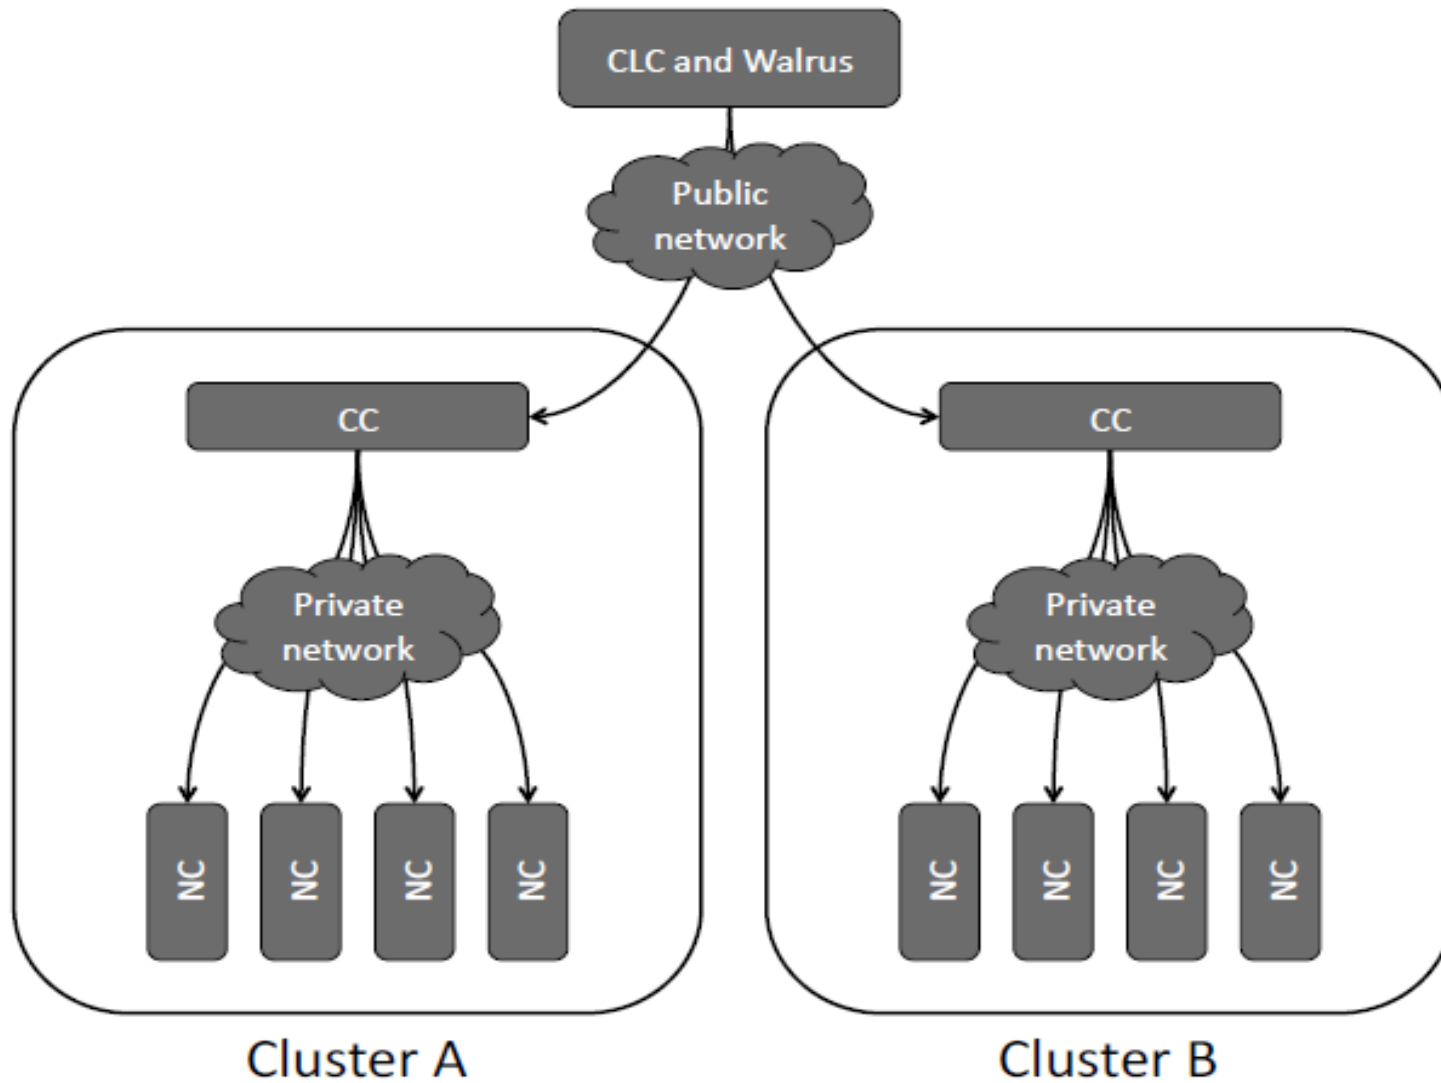 CLC and Walrus
Public
network
CC
CC
Private
network
Private
network
NC
NC
NC
NC
NC
NC
NC
NC
Cluster A
Cluster B